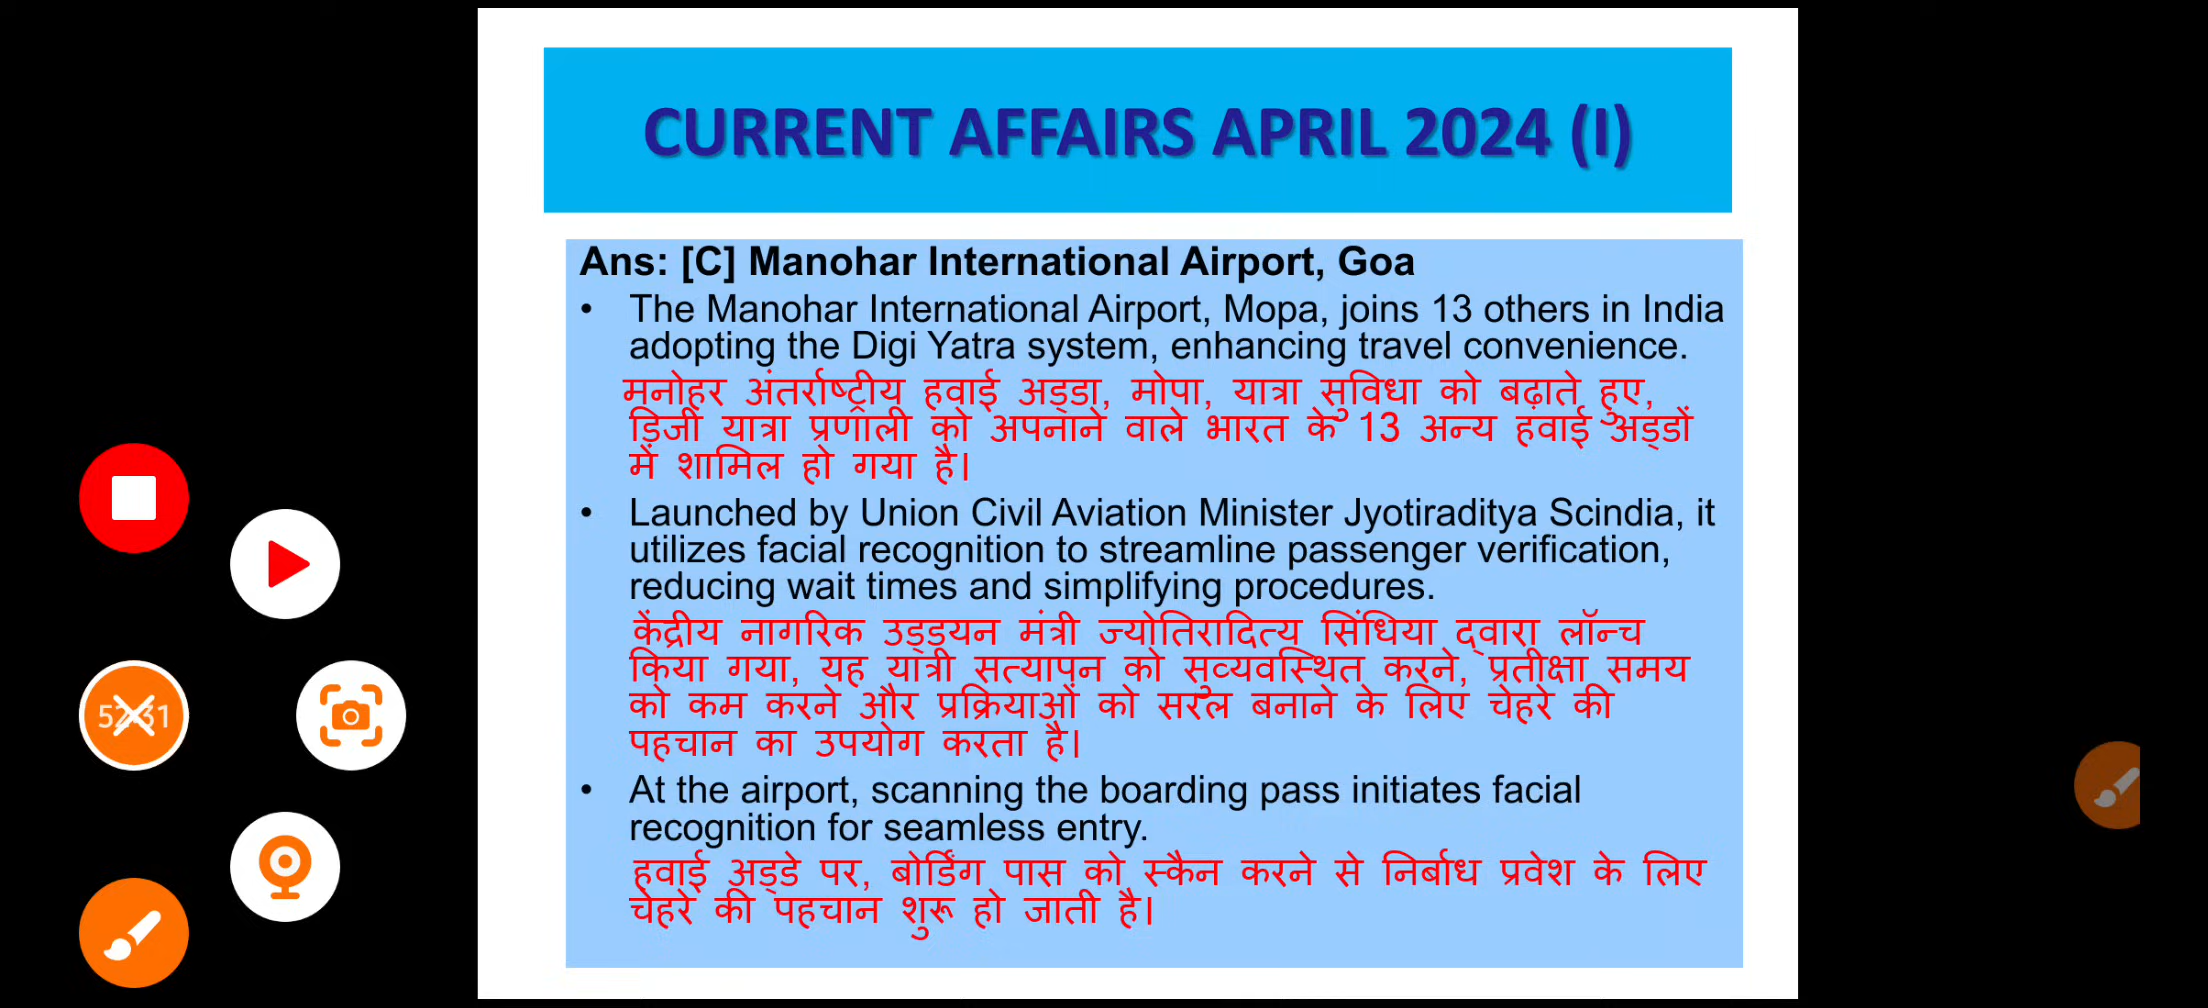 CURRENT AFFAIRS APRIL 2024 (I)
Ans: [C] Manohar International Airport, Goa
• The Manohar International Airport, Mopa, joins 13 others in India
adopting the Digi Yatra system, enhancing travel convenience.
मनोहर अंतर्राष्ट्रीय हवाई अड्डा, मोपा, यात्रा सुविधा को बढ़ाते हुए,
डिजी यात्रा प्रणाली को अपनाने वाले भारत के 13 अन्य हवाई अड्डों
में शामिल हो गया है।
• Launched by Union Civil Aviation Minister Jyotiraditya Scindia, it
utilizes facial recognition to streamline passenger verification,
reducing wait times and simplifying procedures.
केंद्रीय नागरिक उड्डयन मंत्री ज्योतिरादित्य सिंधिया द्वारा लॉन्च
किया गया, यह यात्री सत्यापन को सुव्यवस्थित करने, प्रतीक्षा समय
को कम करने और प्रक्रियाओं को सरल बनाने के लिए चेहरे की
पहचान का उपयोग करता है।
• At the airport, scanning the boarding pass initiates facial
recognition for seamless entry.
हवाई अड्डे पर, बोर्डिंग पास को स्कैन करने से निर्बाध प्रवेश के लिए
चेहरे की पहचान शुरू हो जाती है।